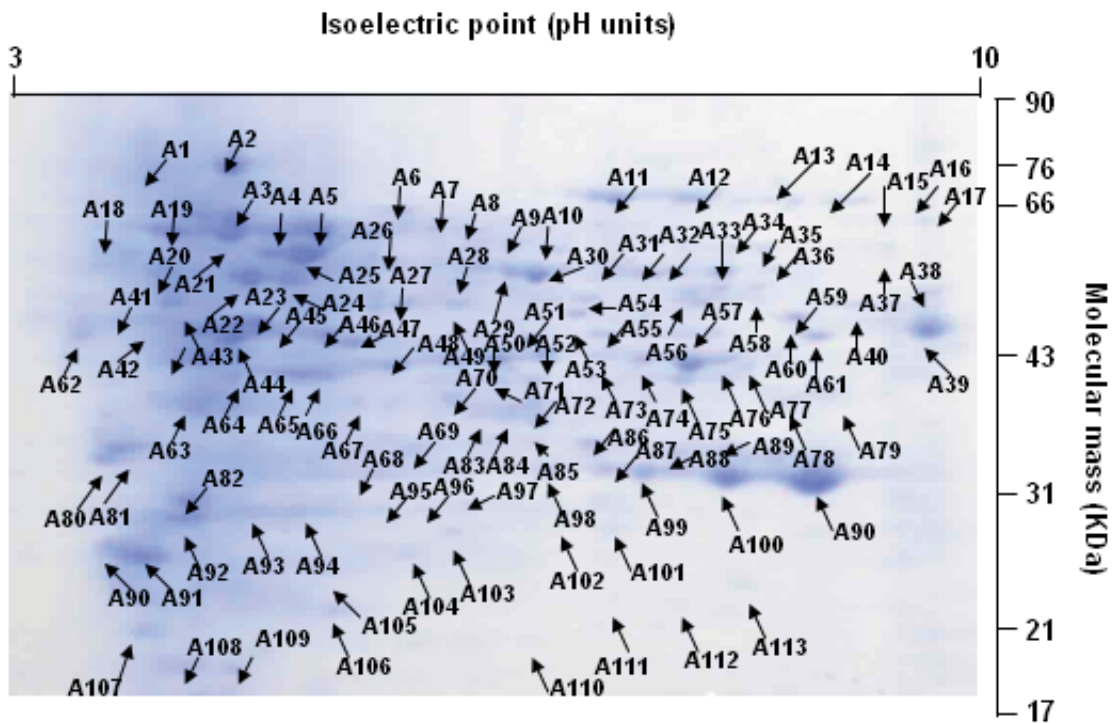 Isoelectric point (pH units)
3 10
90
76
66
43
31
21
17
Molecular mass (KDa)
A1 A2
A3 A4 A5 A6 A7 A8 A9 A10 A11 A12 A13 A14 A15 A16 A17
A18 A19
A20 A21 A25 A26 A27 A28 A30 A31 A32 A33 A34 A35 A36 A37 A38
A41 A22 A23 A24 A29 A51 A54 A57 A59
A42 A43 A44 A45 A46 A47 A48 A49 A50 A52 A53 A55 A56 A58 A60 A61 A40 A39
A62
A63 A64 A65 A66 A67 A68 A69 A70 A71 A72 A73 A74 A75 A76 A77 A78 A79
A80 A81 A82 A83 A84 A85 A86 A87 A88 A89
A95 A96 A97 A98 A99 A100 A90
A90 A91 A92 A93 A94 A104 A103 A102 A101
A105
A107 A108 A109 A106 A110 A111 A112 A113